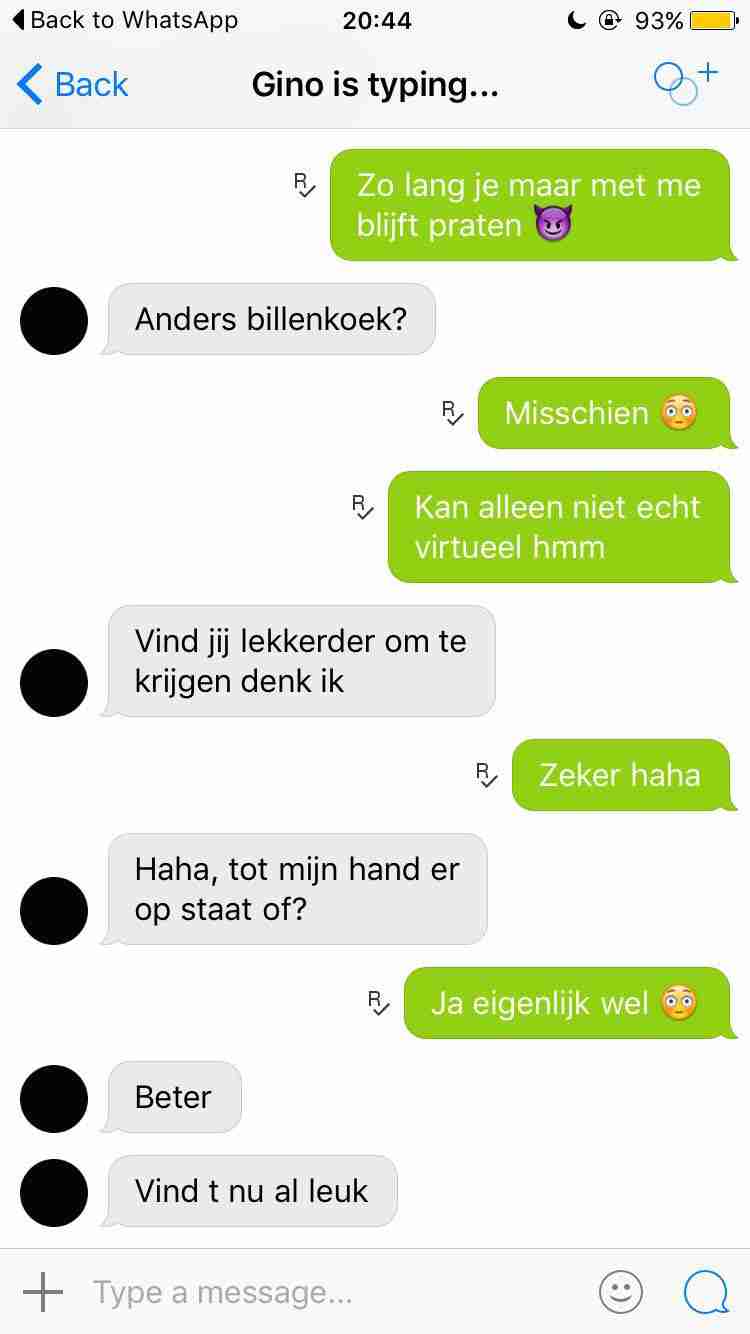 Back to WhatsApp 20:44 93%
Back Gino is typing...
Zo lang je maar met me
blijft praten 😈
Anders billenkoek?
Misschien 😳
Kan alleen niet echt
virtueel hmm
Vind jij lekkerder om te
krijgen denk ik
Zeker haha
Haha, tot mijn hand er
op staat of?
Ja eigenlijk wel 😳
Beter
Vind t nu al leuk
Type a message...